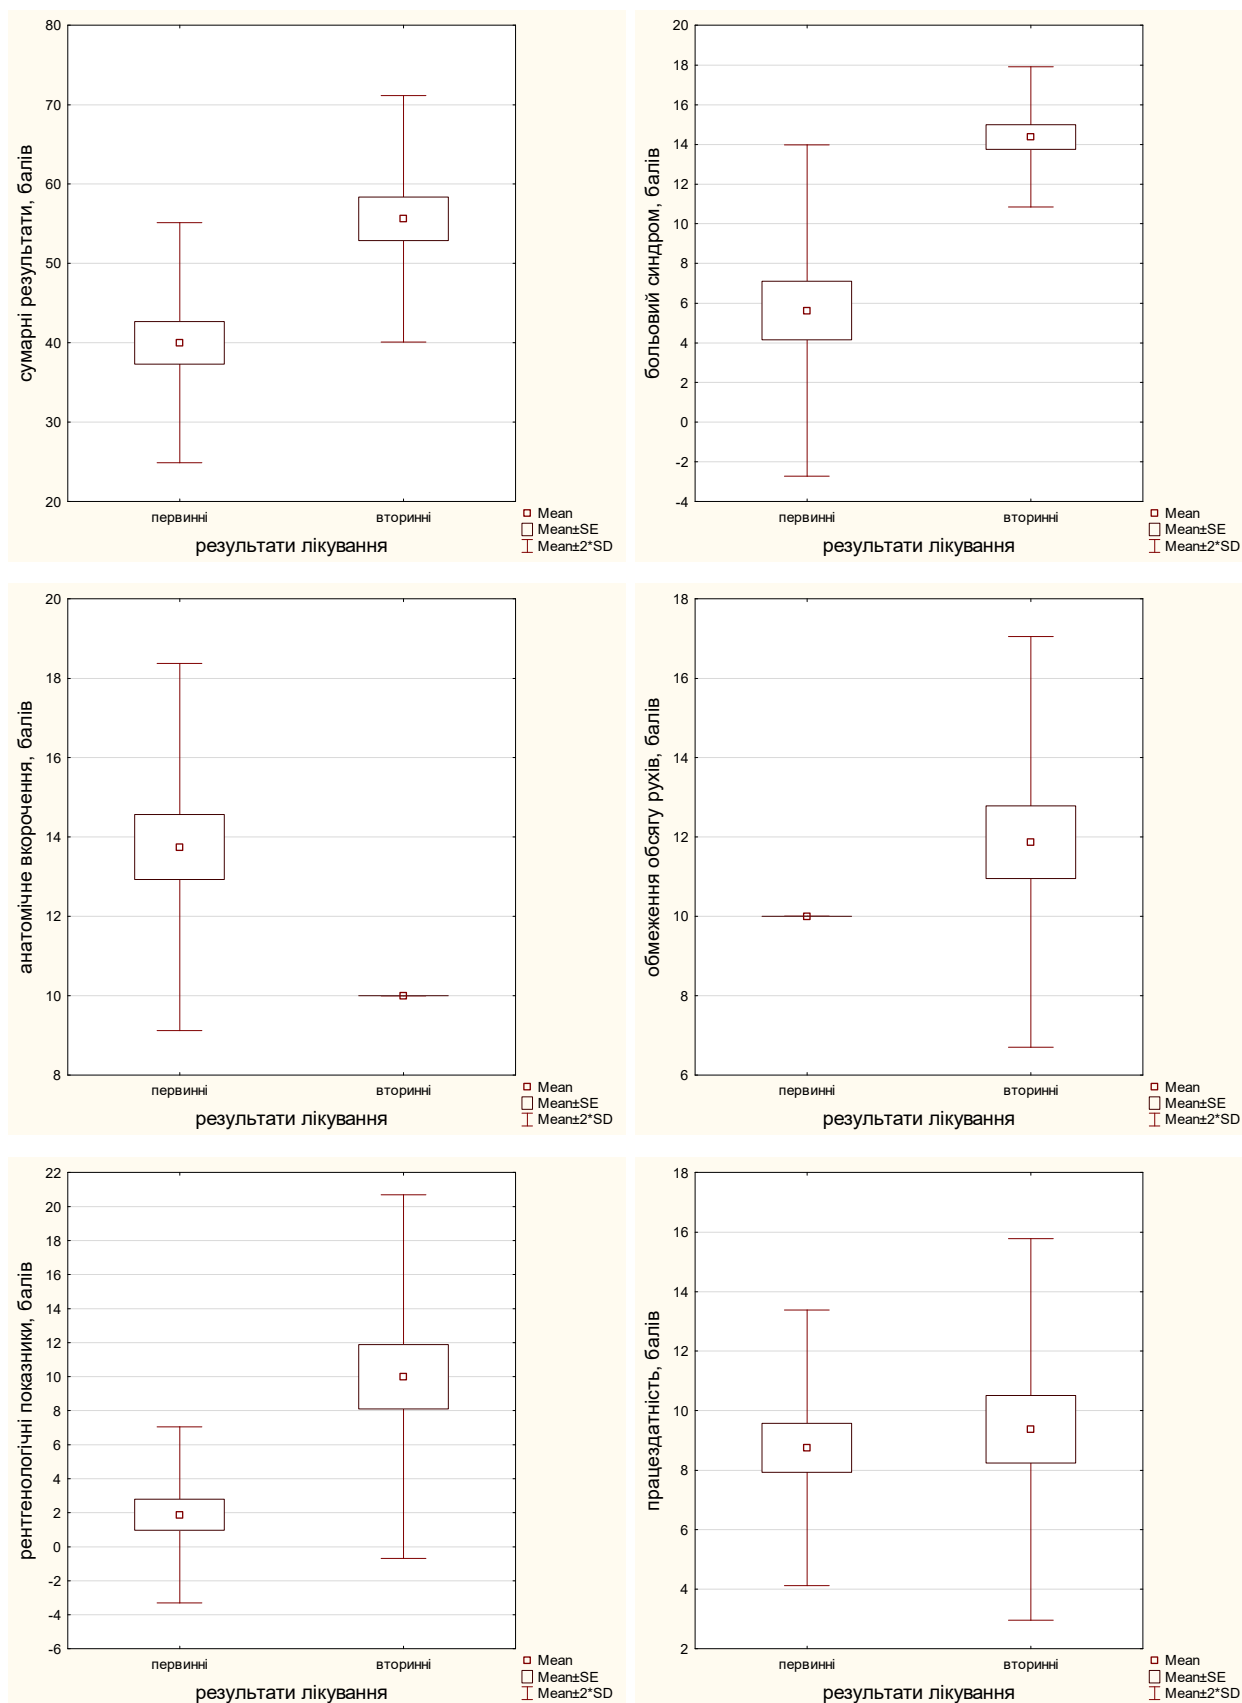 сумарні результати, балів
80
70
60
50
40
30
20
первинні
вторинні
результати лікування
Mean
Mean±SE
Mean±2*SD
больовий синдром, балів
20
18
16
14
12
10
8
6
4
2
0
-2
-4
первинні
вторинні
результати лікування
Mean
Mean±SE
Mean±2*SD
анатомічне вкорочення, балів
20
18
16
14
12
10
8
первинні
вторинні
результати лікування
Mean
Mean±SE
Mean±2*SD
обмеження обсягу рухів, балів
18
16
14
12
10
8
6
первинні
вторинні
результати лікування
Mean
Mean±SE
Mean±2*SD
рентгенологічні показники, балів
22
20
18
16
14
12
10
8
6
4
2
0
-2
-4
-6
первинні
вторинні
результати лікування
Mean
Mean±SE
Mean±2*SD
працездатність, балів
18
16
14
12
10
8
6
4
2
первинні
вторинні
результати лікування
Mean
Mean±SE
Mean±2*SD